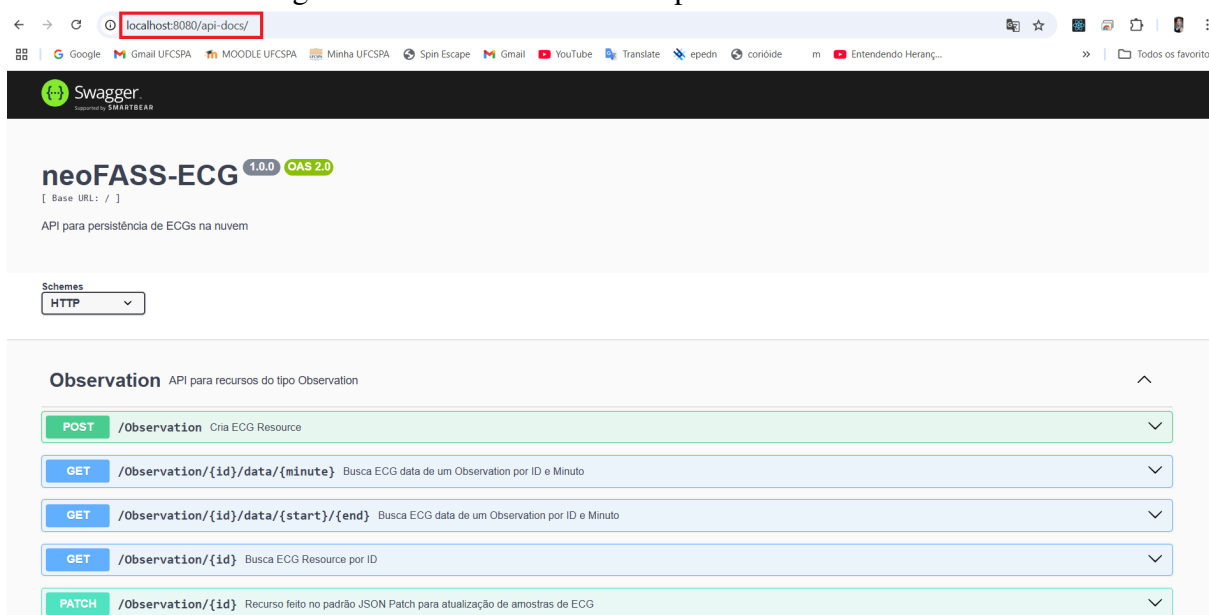 localhost:8080/api-docs/
Google Gmail UFCSPA MOODLE UFCSPA Minha UFCSPA Spin Escape Gmail YouTube Translate epedn corióide m Entendendo Heranç... » Todos os favorito
Swagger.
Supported by SMARTBEAR
neoFASS-ECG 1.0.0 OAS 2.0
[ Base URL: / ]
API para persistência de ECGs na nuvem
Schemes
HTTP
Observation API para recursos do tipo Observation
POST /Observation Cria ECG Resource
GET /Observation/{id}/data/{minute} Busca ECG data de um Observation por ID e Minuto
GET /Observation/{id}/data/{start}/{end} Busca ECG data de um Observation por ID e Minuto
GET /Observation/{id} Busca ECG Resource por ID
PATCH /Observation/{id} Recurso feito no padrão JSON Patch para atualização de amostras de ECG